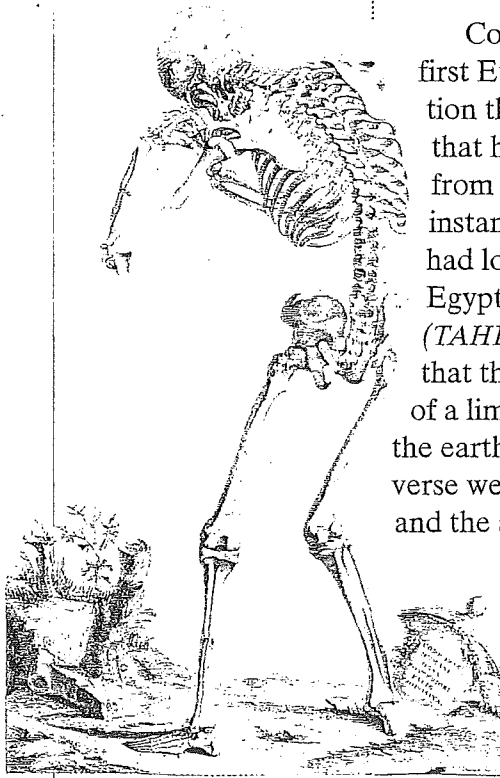 Co
first E
tion th
that h
from
instan
had lo
Egypt
(TAHI
that th
of a lim
the earth
verse we
and the